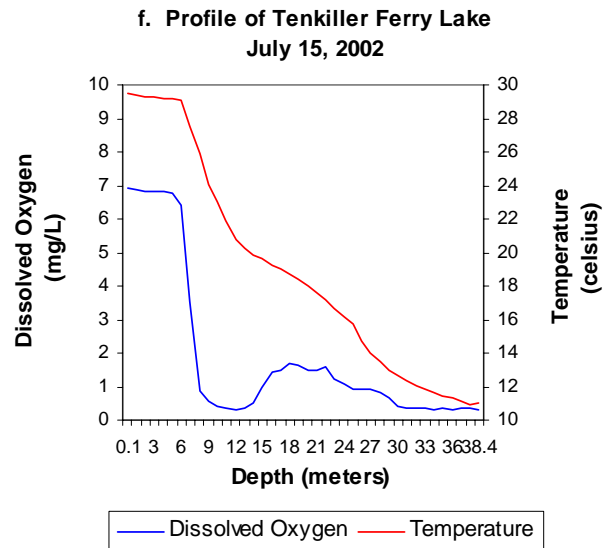 f. Profile of Tenkiller Ferry Lake
July 15, 2002
10
9
8
7
6
5
4
3
2
1
0
30
28
26
24
22
20
18
16
14
12
10
Dissolved Oxygen
(mg/L)
Temperature
(celsius)
0.1 3 6 9 12 15 18 21 24 27 30 33 36 38.4
Depth (meters)
Dissolved Oxygen Temperature